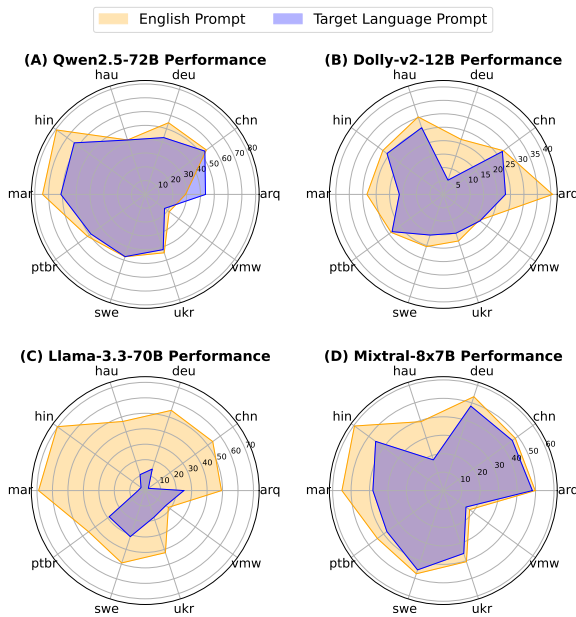 English Prompt
Target Language Prompt
(A) Qwen2.5-72B Performance
hau
deu
hin
chn
mar
arq
ptbr
vmw
swe
ukr
10 20 30 40 50 60 70 80
(B) Dolly-v2-12B Performance
hau
deu
hin
chn
mar
arq
ptbr
vmw
swe
ukr
5 10 15 20 25 30 35 40
(C) Llama-3.3-70B Performance
hau
deu
hin
chn
mar
arq
ptbr
vmw
swe
ukr
10 20 30 40 50 60 70
(D) Mixtral-8x7B Performance
hau
deu
hin
chn
mar
arq
ptbr
vmw
swe
ukr
10 20 30 40 50 60